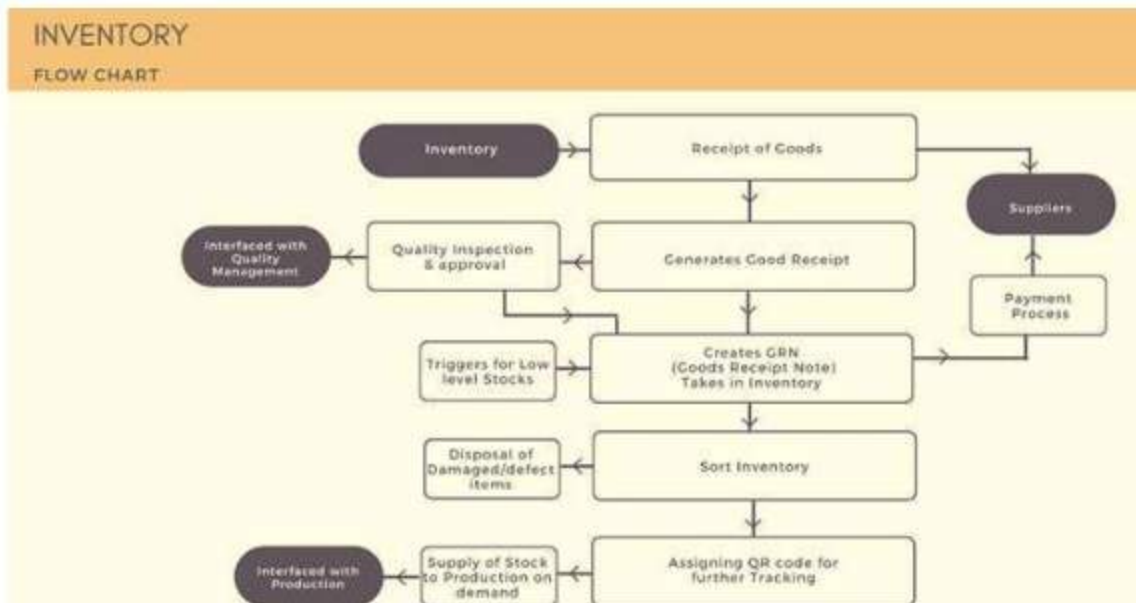 INVENTORY
FLOW CHART
Inventory
Receipt of Goods
Suppliers
Interfaced with
Quality
Management
Quality Inspection
& approval
Generates Good Receipt
Payment
Process
Triggers for Low
level Stocks
Creates GRN
(Goods Receipt Note)
Takes in Inventory
Disposal of
Damaged/defect
items
Sort Inventory
Interfaced with
Production
Supply of Stock
to Production on
demand
Assigning QR code for
further Tracking